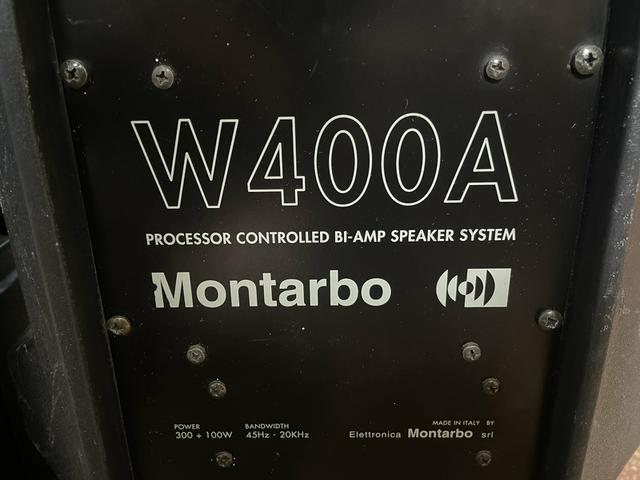 W400A
PROCESSOR CONTROLLED BI-AMP SPEAKER SYSTEM
Montarbo
POWER BANDWIDTH MADE IN ITALY BY
300 + 100W 45Hz - 20KHz Elettronica Montarbo srl